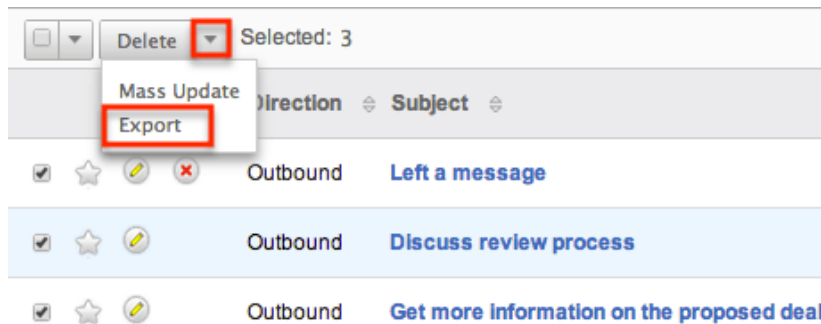 Delete Selected: 3
Mass Update
Direction Subject
Export
Outbound Left a message
Outbound Discuss review process
Outbound Get more information on the proposed deal